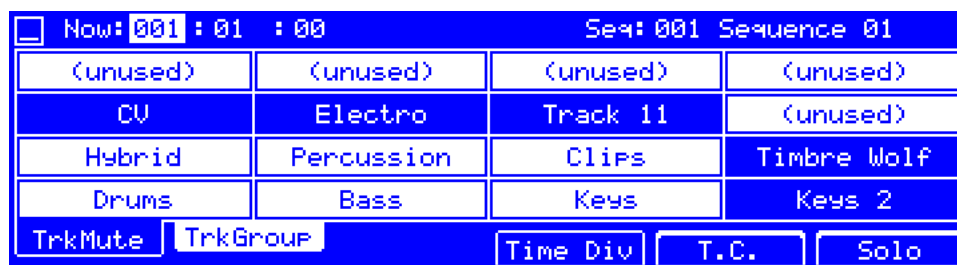 Now: 001 : 01 : 00 Seq: 001 Sequence 01
(unused) (unused) (unused) (unused)
CV Electro Track 11 (unused)
Hybrid Percussion Clips Timbre Wolf
Drums Bass Keys Keys 2
TrkMute TrkGroup Time Div T.C. Solo